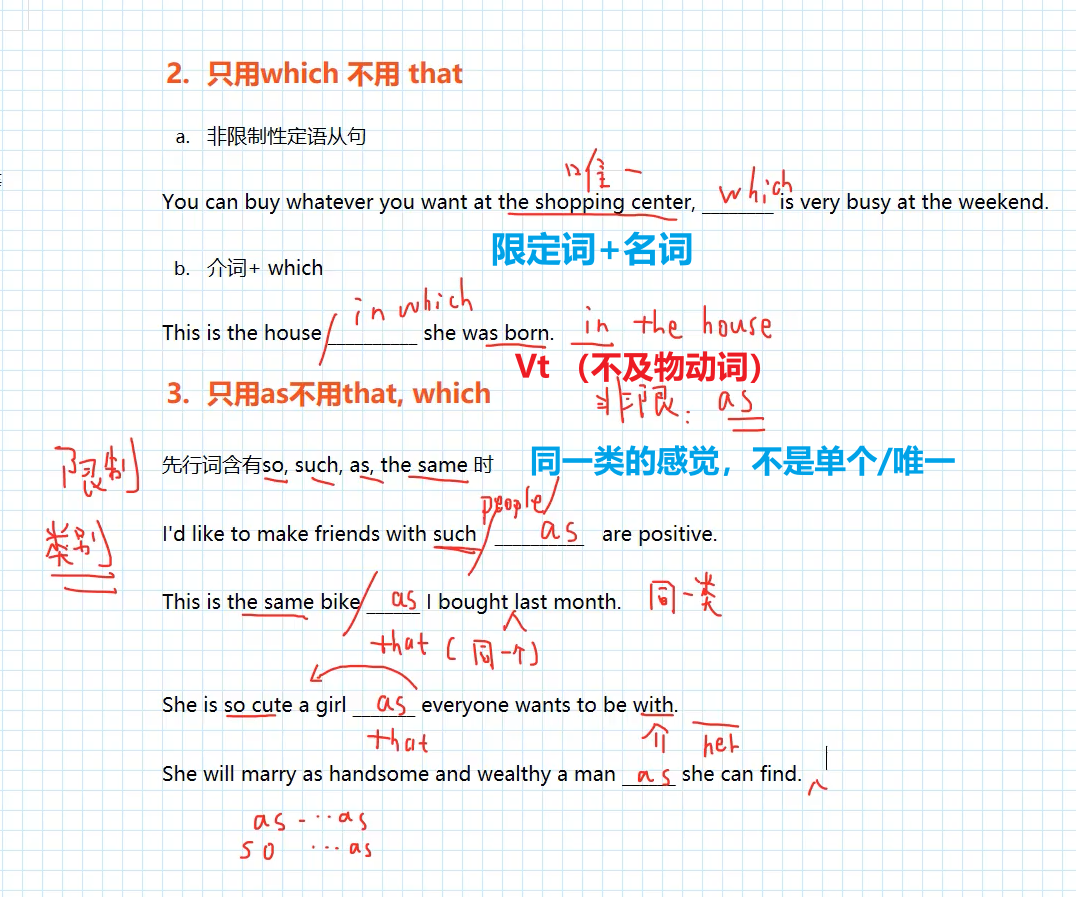 2. 只用which 不用 that
a. 非限制性定语从句
唯一
You can buy whatever you want at the shopping center, which is very busy at the weekend.
限定词+名词
b. 介词+ which
in which
This is the house __________ she was born. in the house
Vt （不及物动词）
3. 只用as不用that, which
非限: as
限制 先行词含有so, such, as, the same 时 同一类的感觉，不是单个/唯一
people
类别 I'd like to make friends with such as are positive.
This is the same bike as I bought last month. 同一类
that (同一个)
She is so cute a girl as everyone wants to be with.
that 介 her
She will marry as handsome and wealthy a man as she can find.
as - ·· as
so ··· as